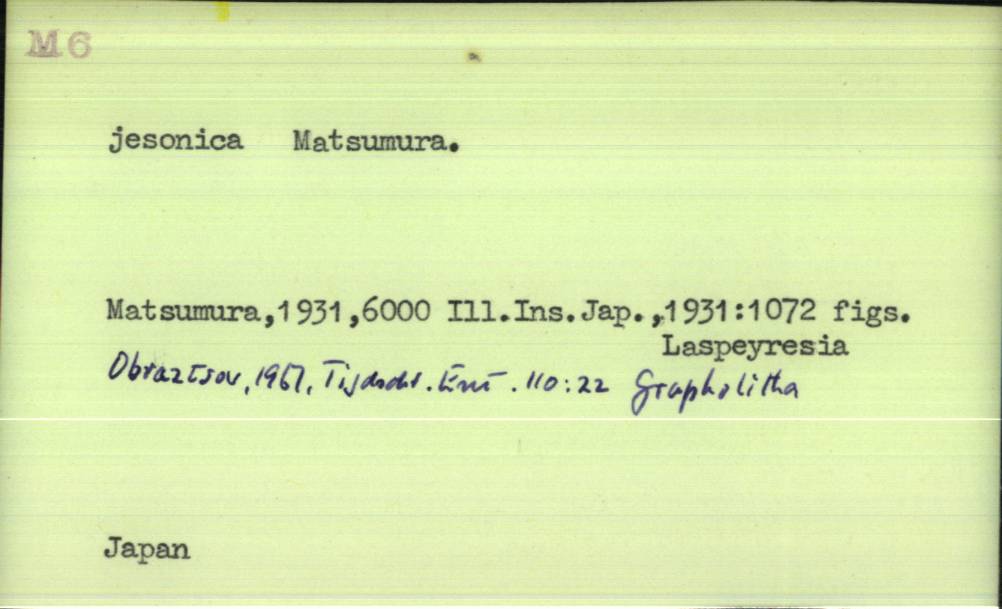 M6
jesonica Matsumura.
Matsumura,1931,6000 Ill.Ins.Jap.,1931:1072 figs.
Laspeyresia
Obraztsov, 1967, Tijdschr. Ent. 110:22 Grapholitha
Japan